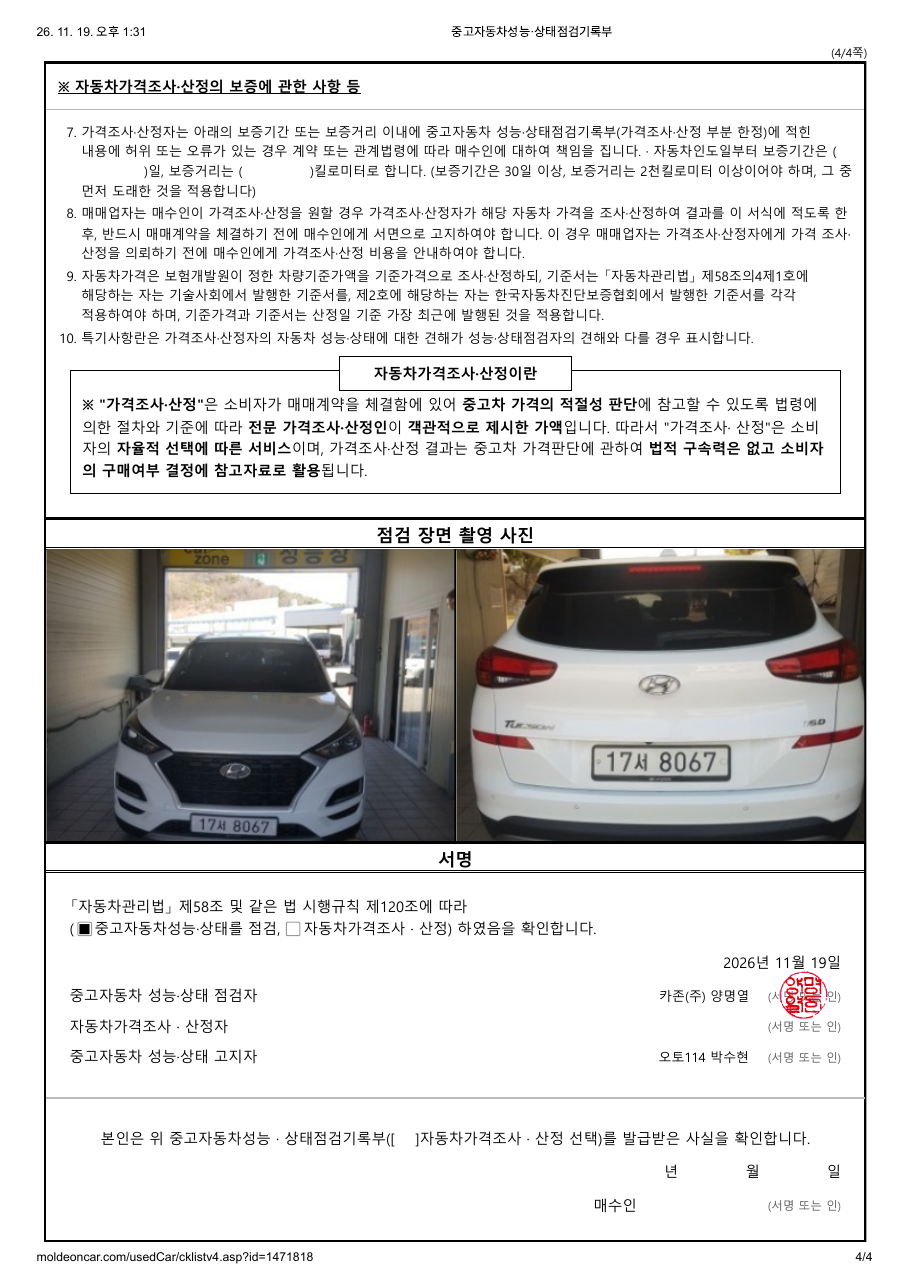 26. 11. 19. 오후 1:31
중고자동차성능·상태점검기록부
(4/4쪽)
※ 자동차가격조사·산정의 보증에 관한 사항 등
7. 가격조사·산정자는 아래의 보증기간 또는 보증거리 이내에 중고자동차 성능·상태점검기록부(가격조사·산정 부분 한정)에 적힌
내용에 허위 또는 오류가 있는 경우 계약 또는 관계법령에 따라 매수인에 대하여 책임을 집니다. · 자동차인도일부터 보증기간은 (
)일, 보증거리는 ( )킬로미터로 합니다. (보증기간은 30일 이상, 보증거리는 2천킬로미터 이상이어야 하며, 그 중
먼저 도래한 것을 적용합니다)
8. 매매업자는 매수인이 가격조사·산정을 원할 경우 가격조사·산정자가 해당 자동차 가격을 조사·산정하여 결과를 이 서식에 적도록 한
후, 반드시 매매계약을 체결하기 전에 매수인에게 서면으로 고지하여야 합니다. 이 경우 매매업자는 가격조사·산정자에게 가격 조사·
산정을 의뢰하기 전에 매수인에게 가격조사·산정 비용을 안내하여야 합니다.
9. 자동차가격은 보험개발원이 정한 차량기준가액을 기준가격으로 조사·산정하되, 기준서는 「자동차관리법」 제58조의4제1호에
해당하는 자는 기술사회에서 발행한 기준서를, 제2호에 해당하는 자는 한국자동차진단보증협회에서 발행한 기준서를 각각
적용하여야 하며, 기준가격과 기준서는 산정일 기준 가장 최근에 발행된 것을 적용합니다.
10. 특기사항란은 가격조사·산정자의 자동차 성능·상태에 대한 견해가 성능·상태점검자의 견해와 다를 경우 표시합니다.
자동차가격조사·산정이란
※ "가격조사·산정"은 소비자가 매매계약을 체결함에 있어 중고차 가격의 적절성 판단에 참고할 수 있도록 법령에
의한 절차와 기준에 따라 전문 가격조사·산정인이 객관적으로 제시한 가액입니다. 따라서 "가격조사· 산정"은 소비
자의 자율적 선택에 따른 서비스이며, 가격조사·산정 결과는 중고차 가격판단에 관하여 법적 구속력은 없고 소비자
의 구매여부 결정에 참고자료로 활용됩니다.
점검 장면 촬영 사진
zone
17서 8067
TUCSON
17서 8067
서명
「자동차관리법」 제58조 및 같은 법 시행규칙 제120조에 따라
( ■ 중고자동차성능·상태를 점검, □ 자동차가격조사 · 산정) 하였음을 확인합니다.
2026년 11월 19일
중고자동차 성능·상태 점검자 카존(주) 양명열 (서명 또는 인)
자동차가격조사 · 산정자 (서명 또는 인)
중고자동차 성능·상태 고지자 오토114 박수현 (서명 또는 인)
본인은 위 중고자동차성능 · 상태점검기록부([ ]자동차가격조사 · 산정 선택)를 발급받은 사실을 확인합니다.
년 월 일
매수인 (서명 또는 인)
moldeoncar.com/usedCar/cklistv4.asp?id=1471818
4/4